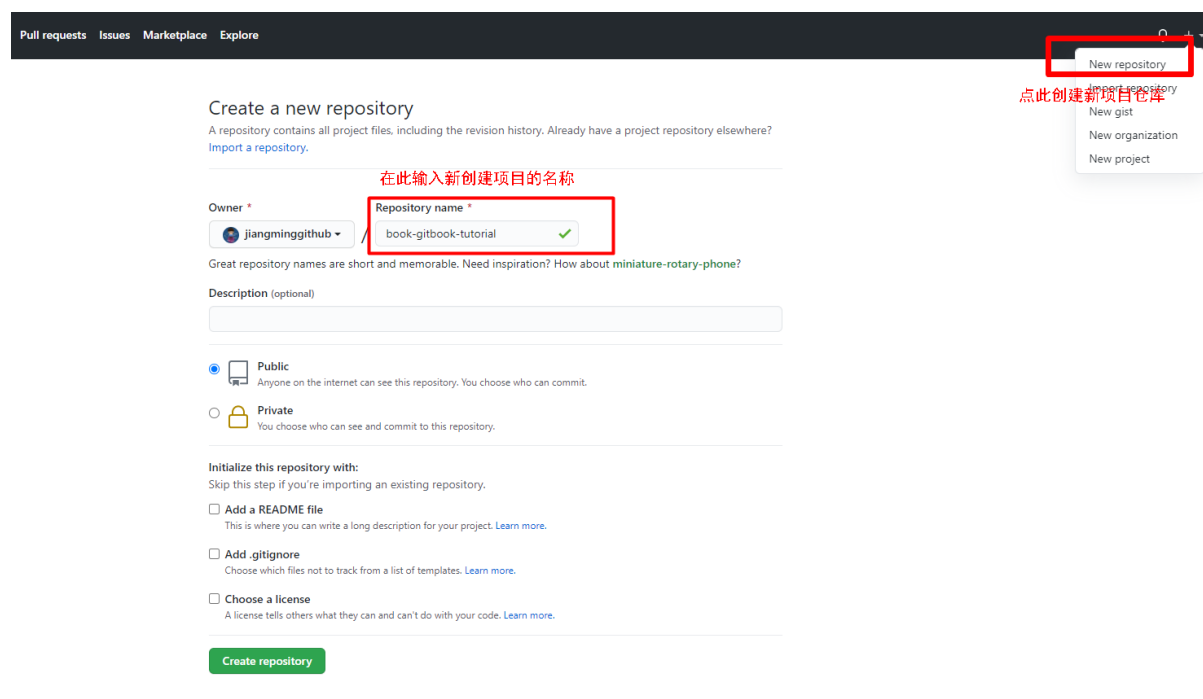 Pull requests Issues Marketplace Explore
New repository
Import repository
点此创建新项目仓库
New gist
New organization
New project
Create a new repository
A repository contains all project files, including the revision history. Already have a project repository elsewhere?
Import a repository.
在此输入新创建项目的名称
Owner * Repository name *
jiangminggithub / book-gitbook-tutorial
Great repository names are short and memorable. Need inspiration? How about miniature-rotary-phone?
Description (optional)
Public
Anyone on the internet can see this repository. You choose who can commit.
Private
You choose who can see and commit to this repository.
Initialize this repository with:
Skip this step if you're importing an existing repository.
Add a README file
This is where you can write a long description for your project. Learn more.
Add .gitignore
Choose which files not to track from a list of templates. Learn more.
Choose a license
A license tells others what they can and can't do with your code. Learn more.
Create repository